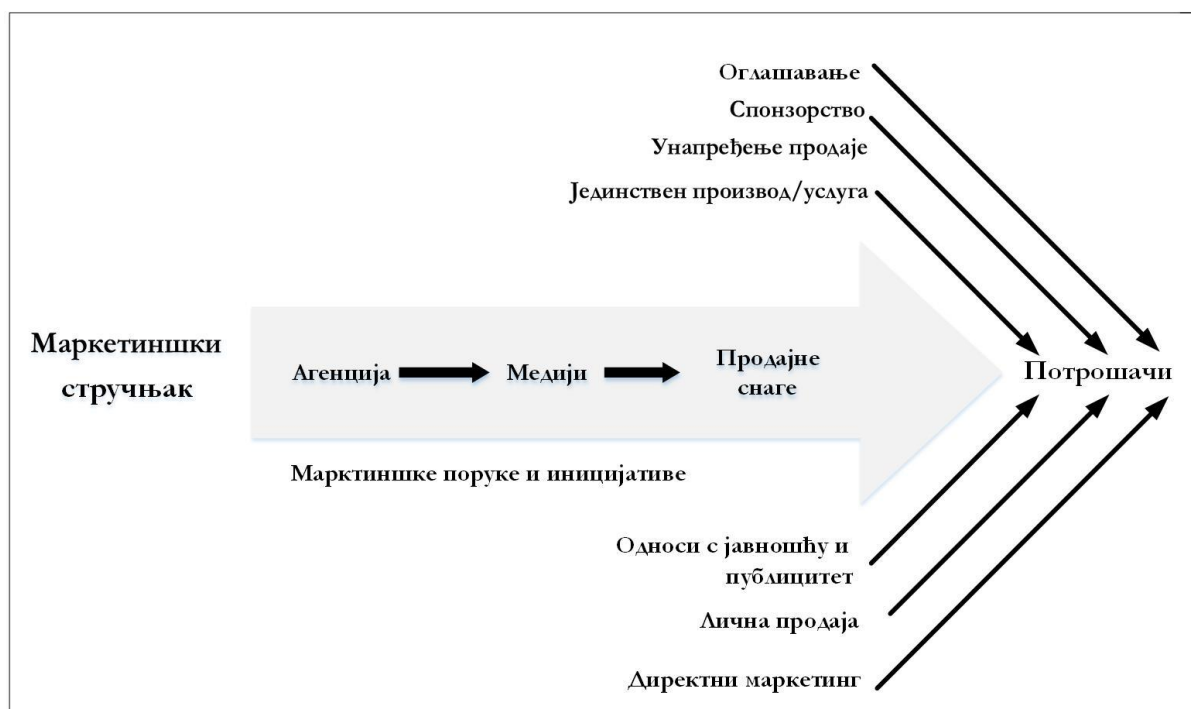 Оглашавање
Спонзорство
Унапређење продаје
Јединствен производ/услуга
Маркетиншки
стручњак
Агенција
Медији
Продајне
снаге
Потрошачи
Марктиншке поруке и иницијативе
Односи с јавношћу и
публицитет
Лична продаја
Директни маркетинг